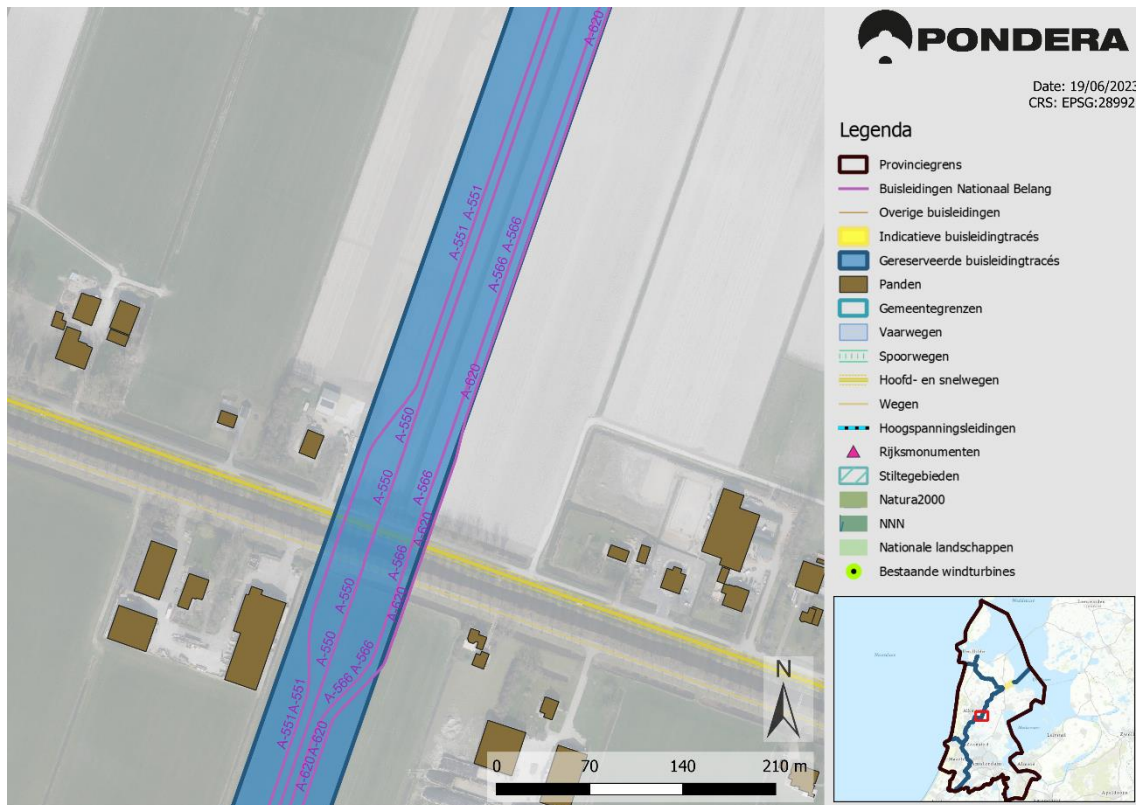 A-620
A-551
A-551
A-566
A-566
A-620
A-550
A-550
A-566
A-620
A-566
A-550
A-620
A-550
A-566
A-566
A-551
A-551
A-620
A-620
N
0 70 140 210 m
PONDERA
Date: 19/06/2023
CRS: EPSG:28992
Legenda
Provinciegrens
Buisleidingen Nationaal Belang
Overige buisleidingen
Indicatieve buisleidingtracés
Gereserveerde buisleidingtracés
Panden
Gemeentegrenzen
Vaarwegen
Spoorwegen
Hoofd- en snelwegen
Wegen
Hoogspanningsleidingen
Rijksmonumenten
Stiltegebieden
Natura2000
NNN
Nationale landschappen
Bestaande windturbines